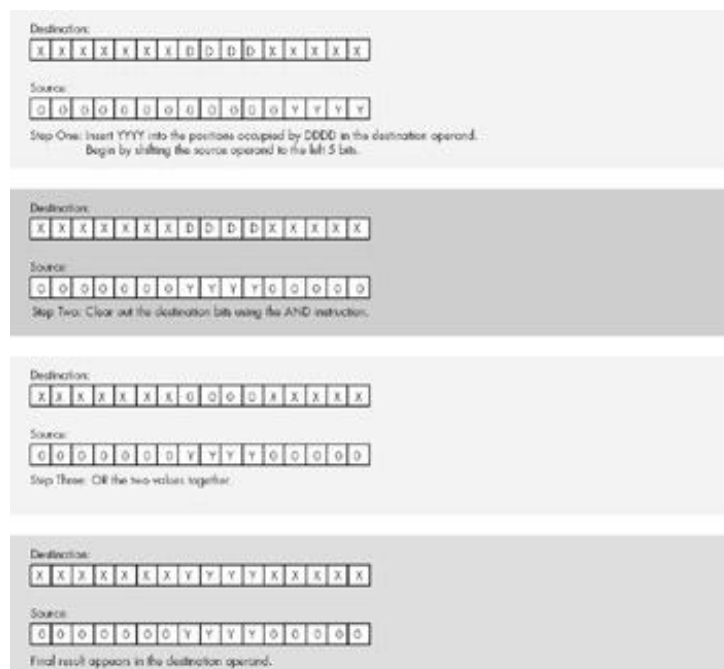 Destination:
X X X X X X X D D D D X X X X X
Source:
0 0 0 0 0 0 0 0 0 0 0 0 Y Y Y Y
Step One: Insert YYYY into the positions occupied by DDDD in the destination operand.
Begin by shifting the source operand to the left 5 bits.
Destination:
X X X X X X X D D D D X X X X X
Source:
0 0 0 0 0 0 0 Y Y Y Y 0 0 0 0 0
Step Two: Clear out the destination bits using the AND instruction.
Destination:
X X X X X X X 0 0 0 0 X X X X X
Source:
0 0 0 0 0 0 0 Y Y Y Y 0 0 0 0 0
Step Three: OR the two values together.
Destination:
X X X X X X X Y Y Y Y X X X X X
Source:
0 0 0 0 0 0 0 Y Y Y Y 0 0 0 0 0
Final result appears in the destination operand.